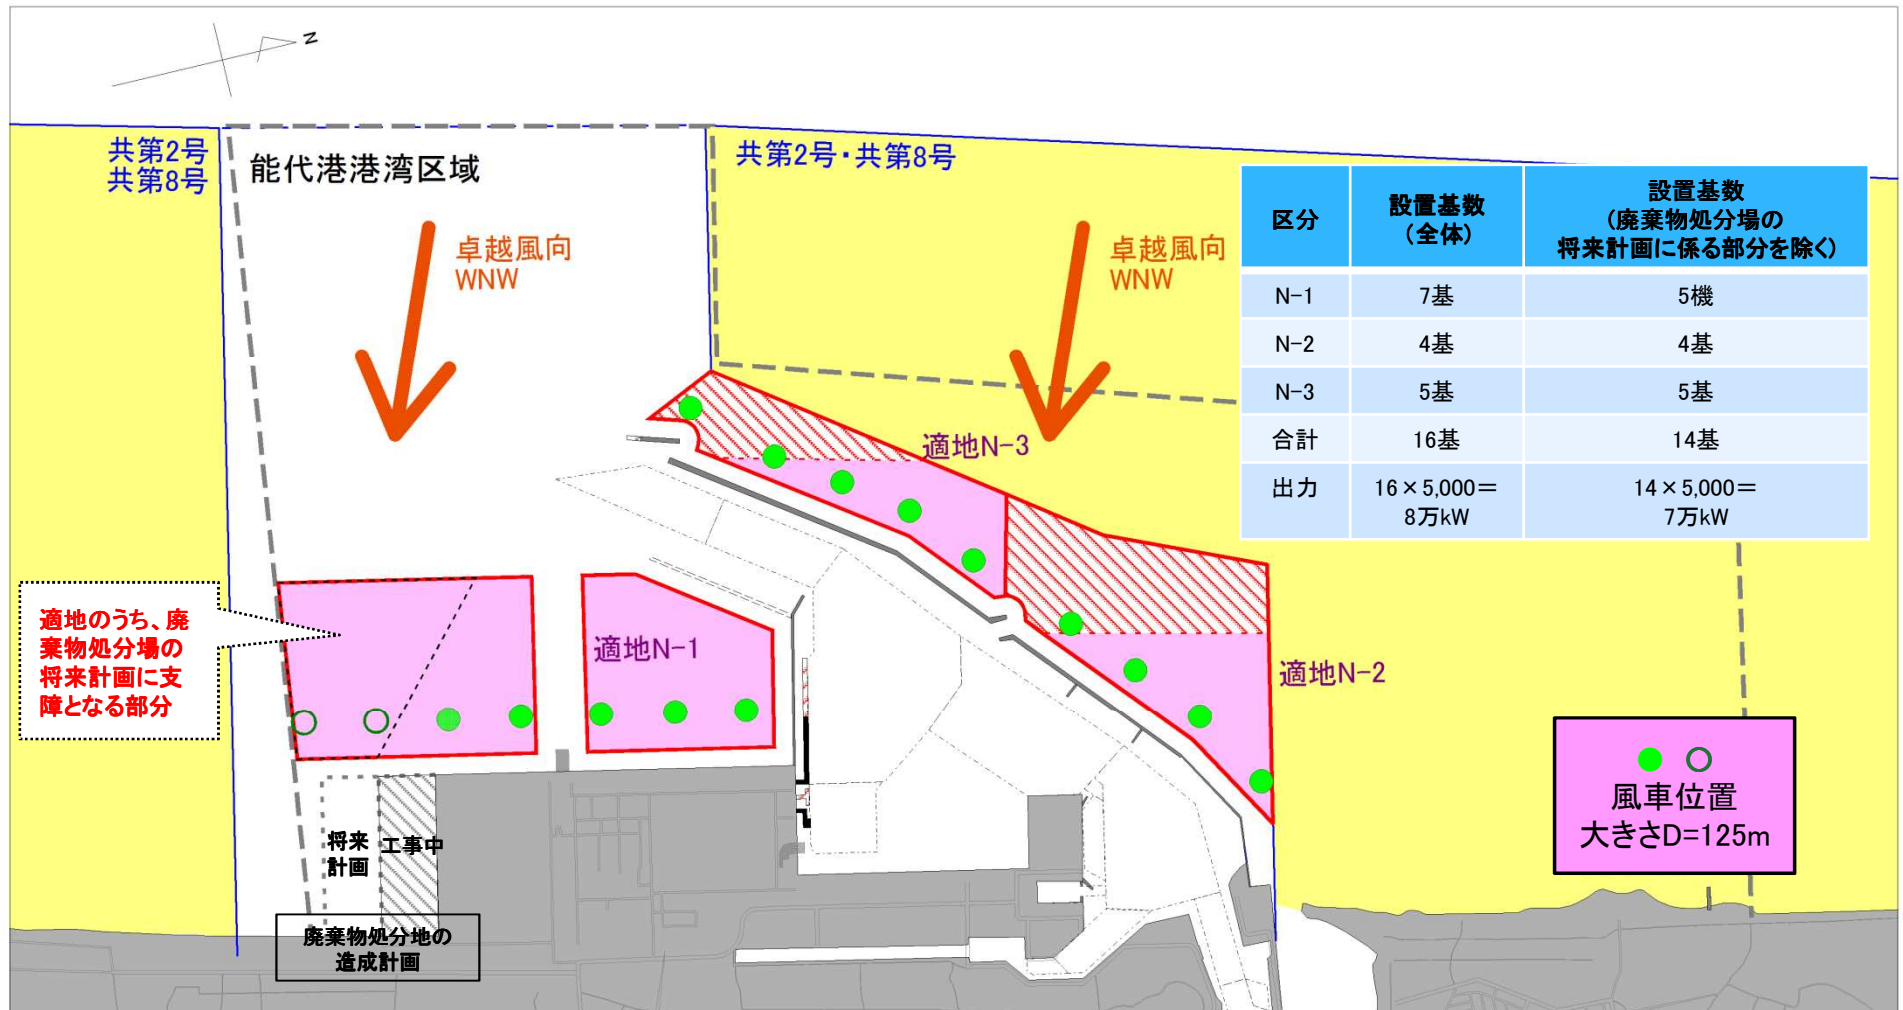 N
共第2号
共第8号
能代港港湾区域
共第2号・共第8号
卓越風向
WNW
卓越風向
WNW
区分
設置基数
（全体）
設置基数
（廃棄物処分場の
将来計画に係る部分を除く）
N-1
7基
5機
N-2
4基
4基
N-3
5基
5基
合計
16基
14基
出力
16×5,000＝
8万kW
14×5,000＝
7万kW
適地N-3
適地のうち、廃
棄物処分場の
将来計画に支
障となる部分
適地N-1
適地N-2
風車位置
大きさD=125m
将来
計画
工事中
廃棄物処分地の
造成計画